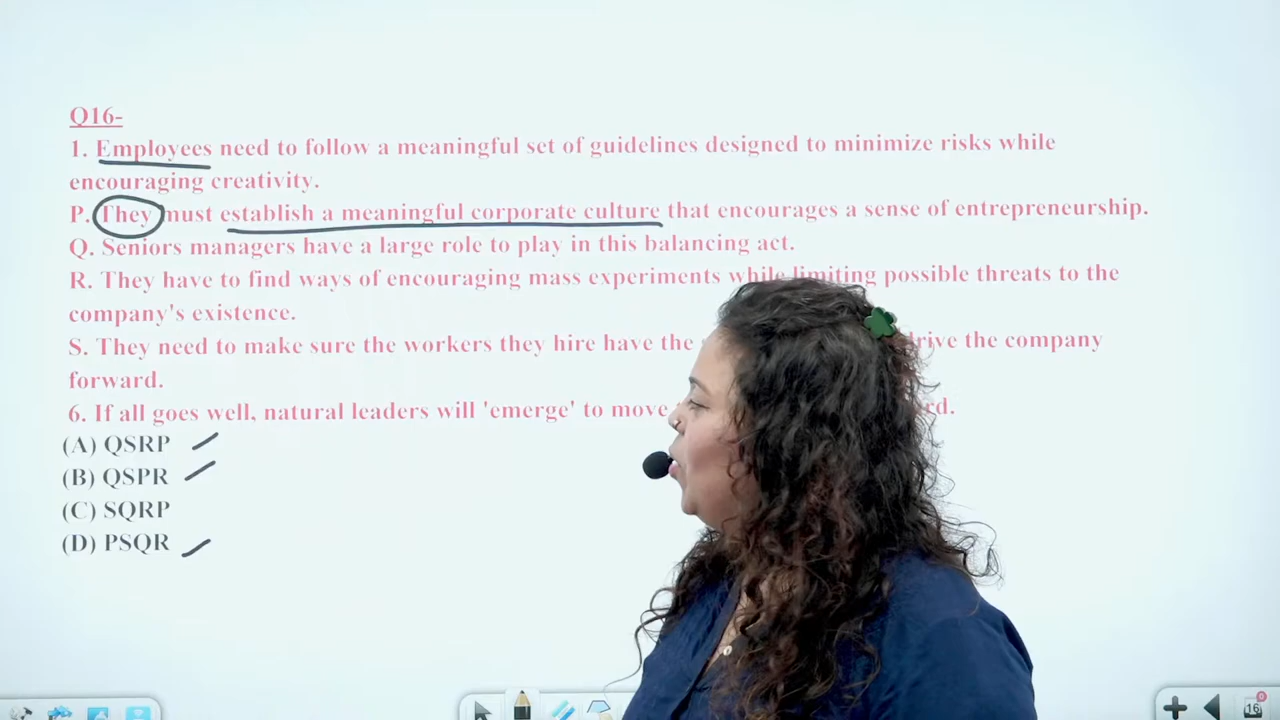 Q16-
1. Employees need to follow a meaningful set of guidelines designed to minimize risks while
encouraging creativity.
P. They must establish a meaningful corporate culture that encourages a sense of entrepreneurship.
Q. Seniors managers have a large role to play in this balancing act.
R. They have to find ways of encouraging mass experiments while limiting possible threats to the
company's existence.
S. They need to make sure the workers they hire have the drive the company
forward.
6. If all goes well, natural leaders will 'emerge' to move
(A) QSRP
(B) QSPR
(C) SQRP
(D) PSQR
16